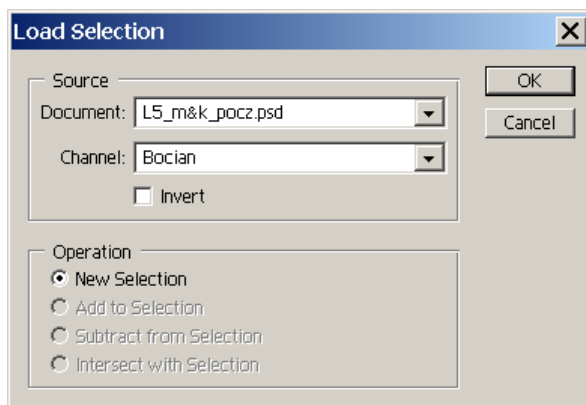 Load Selection
Source
OK
Document: L5_m&k_pocz.psd
Cancel
Channel: Bocian
Invert
Operation
New Selection
Add to Selection
Subtract from Selection
Intersect with Selection